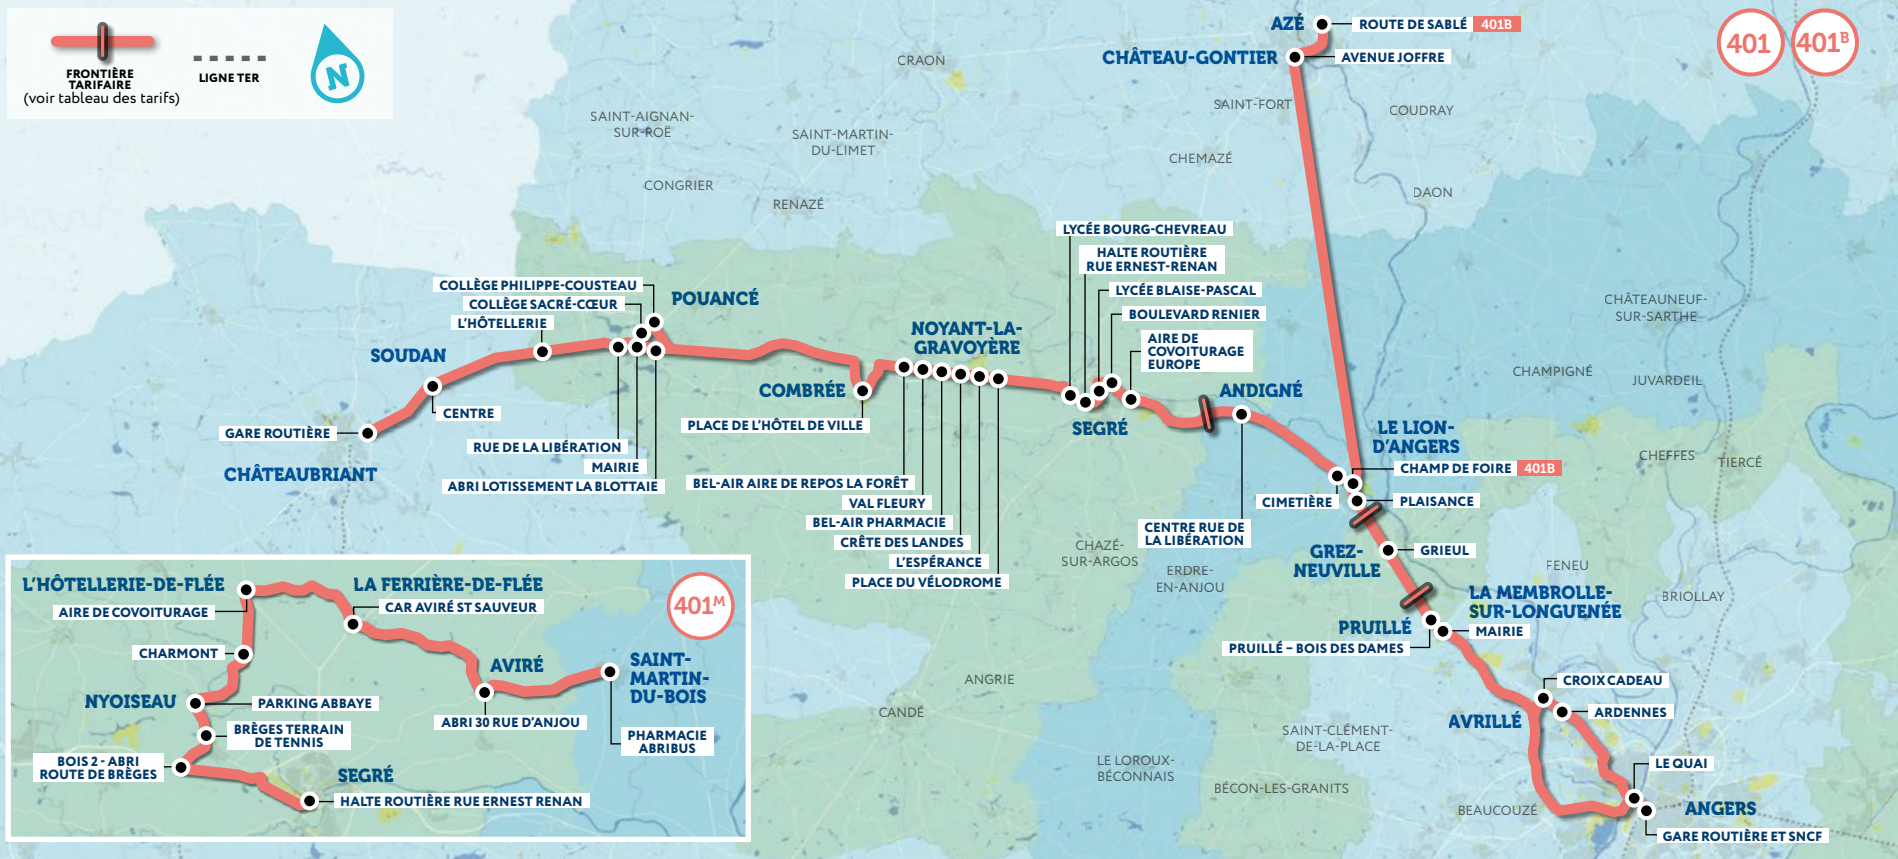 FRONTIÈRE
TARIFAIRE
(voir tableau des tarifs)
LIGNE TER
N
401
401B
AZÉ
ROUTE DE SABLÉ 401B
CHÂTEAU-GONTIER
AVENUE JOFFRE
CRAON
SAINT-FORT
COUDRAY
SAINT-AIGNAN-
SUR-ROË
SAINT-MARTIN-
DU-LIMET
CHEMAZÉ
CONGRIER
RENAZÉ
DAON
LYCÉE BOURG-CHEVREAU
HALTE ROUTIÈRE
RUE ERNEST-RENAN
LYCÉE BLAISE-PASCAL
BOULEVARD RENIER
AIRE DE
COVOITURAGE
EUROPE
COLLÈGE PHILIPPE-COUSTEAU
COLLÈGE SACRÉ-CŒUR
L'HÔTELLERIE
POUANCÉ
NOYANT-LA-
GRAVOYÈRE
CHÂTEAUNEUF-
SUR-SARTHE
SOUDAN
CENTRE
GARE ROUTIÈRE
CHÂTEAUBRIANT
RUE DE LA LIBÉRATION
MAIRIE
ABRI LOTISSEMENT LA BLOTTAIE
COMBRÉE
PLACE DE L'HÔTEL DE VILLE
BEL-AIR AIRE DE REPOS LA FORÊT
VAL FLEURY
BEL-AIR PHARMACIE
CRÊTE DES LANDES
L'ESPÉRANCE
PLACE DU VÉLODROME
SEGRÉ
ANDIGNÉ
CENTRE RUE DE
LA LIBÉRATION
CHAMPIGNÉ
JUVARDEIL
LE LION-
D'ANGERS
CHAMP DE FOIRE 401B
CIMETIÈRE
PLAISANCE
CHEFFES
TIERCÉ
CHAZÉ-
SUR-ARGOS
ERDRE-
EN-ANJOU
GREZ-
NEUVILLE
GRIEUL
FENEU
BRIOLLAY
LA MEMBROLLE-
SUR-LONGUENÉE
MAIRIE
PRUILLÉ
PRUILLÉ – BOIS DES DAMES
CROIX CADEAU
ARDENNES
AVRILLÉ
LE QUAI
ANGERS
GARE ROUTIÈRE ET SNCF
BEAUCOUZÉ
ANGRIE
CANDÉ
SAINT-CLÉMENT-
DE-LA-PLACE
LE LOROUX-
BÉCONNAIS
BÉCON-LES-GRANITS
401M
L'HÔTELLERIE-DE-FLÉE
AIRE DE COVOITURAGE
LA FERRIÈRE-DE-FLÉE
CAR AVIRÉ ST SAUVEUR
CHARMONT
NYOISEAU
PARKING ABBAYE
BRÈGES TERRAIN
DE TENNIS
BOIS 2 - ABRI
ROUTE DE BRÈGES
SEGRÉ
HALTE ROUTIÈRE RUE ERNEST RENAN
AVIRÉ
ABRI 30 RUE D'ANJOU
SAINT-
MARTIN-
DU-BOIS
PHARMACIE
ABRIBUS